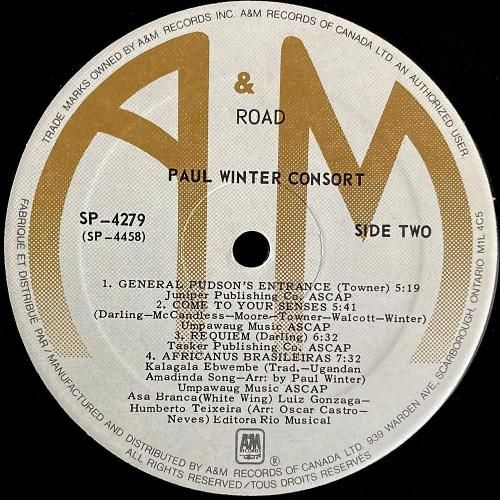 TRADE MARKS OWNED BY A&M RECORDS INC. A&M RECORDS OF CANADA LTD. AN AUTHORIZED USER.
A & M
ROAD
PAUL WINTER CONSORT
SP-4279
(SP-4458)
SIDE TWO
1. GENERAL PUDSON'S ENTRANCE (Towner) 5:19
Juniper Publishing Co. ASCAP
2. COME TO YOUR SENSES 5:41
(Darling-McCandless-Moore-Towner-Walcott-Winter)
Umpawaug Music ASCAP
3. REQUIEM (Darling) 6:32
Tasker Publishing Co. ASCAP
4. AFRICANUS BRASILEIRAS 7:32
Kalagala Ebwembe (Trad.-Ugandan
Amadinda Song-Arr: by Paul Winter)
Umpawaug Music ASCAP
Asa Branca(White Wing) Luiz Gonzaga-
Humberto Teixeira (Arr: Oscar Castro-
Neves) Editora Rio Musical
A&M RECORDS ®
FABRIQUÉ ET DISTRIBUÉ PAR / MANUFACTURED AND DISTRIBUTED BY A&M RECORDS OF CANADA LTD. 939 WARDEN AVE, SCARBOROUGH, ONTARIO M1L 4C5
ALL RIGHTS RESERVED/TOUS DROITS RESERVÉS